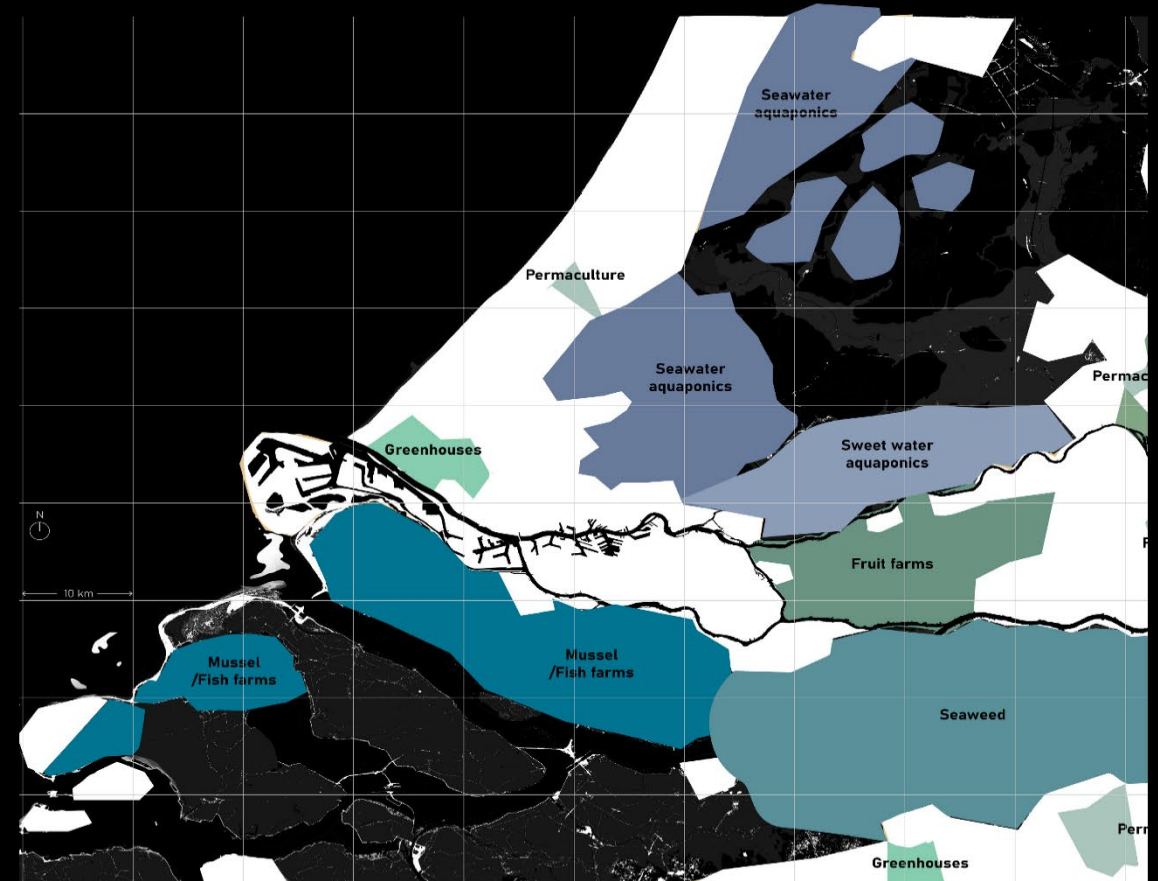 Seawater
aquaponics
Permaculture
Seawater
aquaponics
Permac
Greenhouses
Sweet water
aquaponics
N
Fruit farms
F
10 km
Mussel
/Fish farms
Mussel
/Fish farms
Seaweed
Perm
Greenhouses